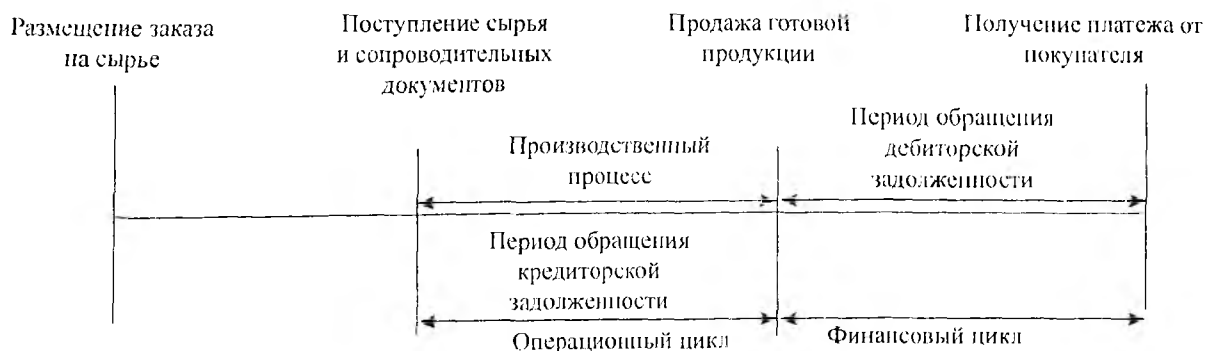 Размещение заказа
на сырье
Поступление сырья
и сопроводительных
документов
Продажа готовой
продукции
Получение платежа от
покупателя
Производственный
процесс
Период обращения
дебиторской
задолженности
Период обращения
кредиторской
задолженности
Операционный цикл
Финансовый цикл